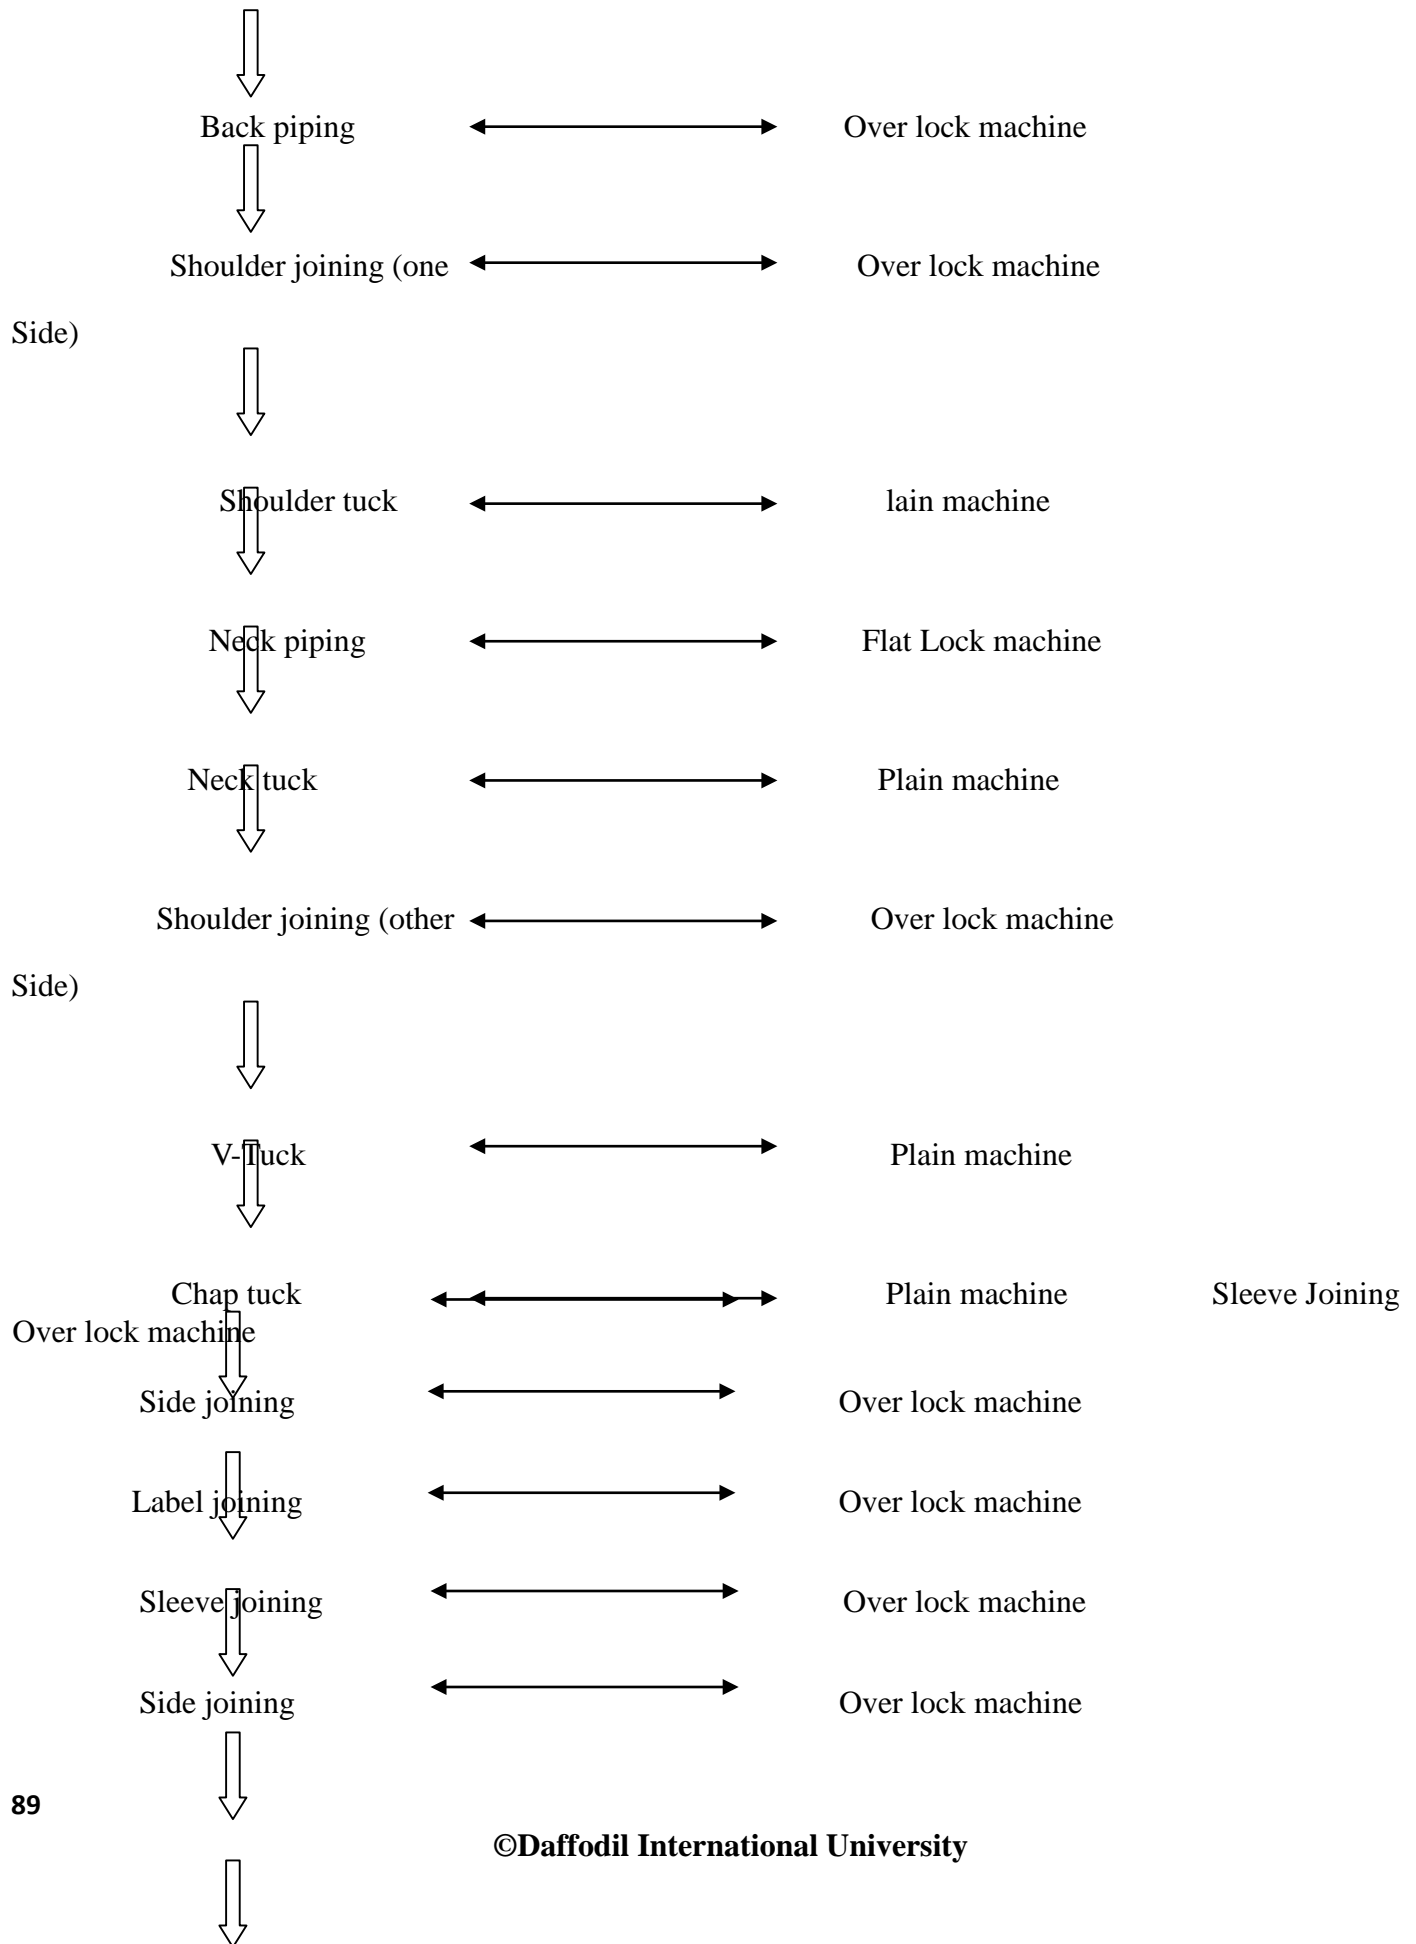 Back piping Over lock machine
Shoulder joining (one Over lock machine
Side)
Shoulder tuck lain machine
Neck piping Flat Lock machine
Neck tuck Plain machine
Shoulder joining (other Over lock machine
Side)
V-Tuck Plain machine
Chap tuck Plain machine Sleeve Joining
Over lock machine
Side joining Over lock machine
Label joining Over lock machine
Sleeve joining Over lock machine
Side joining Over lock machine
89
©Daffodil International University